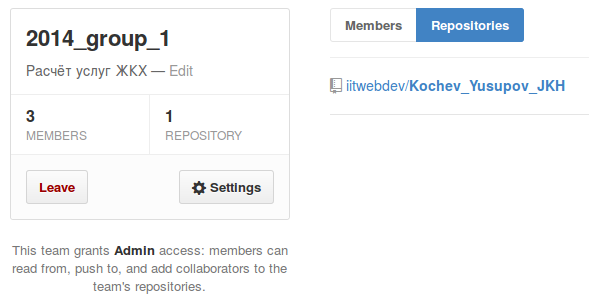 2014_group_1
Расчёт услуг ЖКХ — Edit
3
MEMBERS
1
REPOSITORY
Leave
Settings
This team grants Admin access: members can
read from, push to, and add collaborators to the
team's repositories.
Members
Repositories
iitwebdev/Kochev_Yusupov_JKH